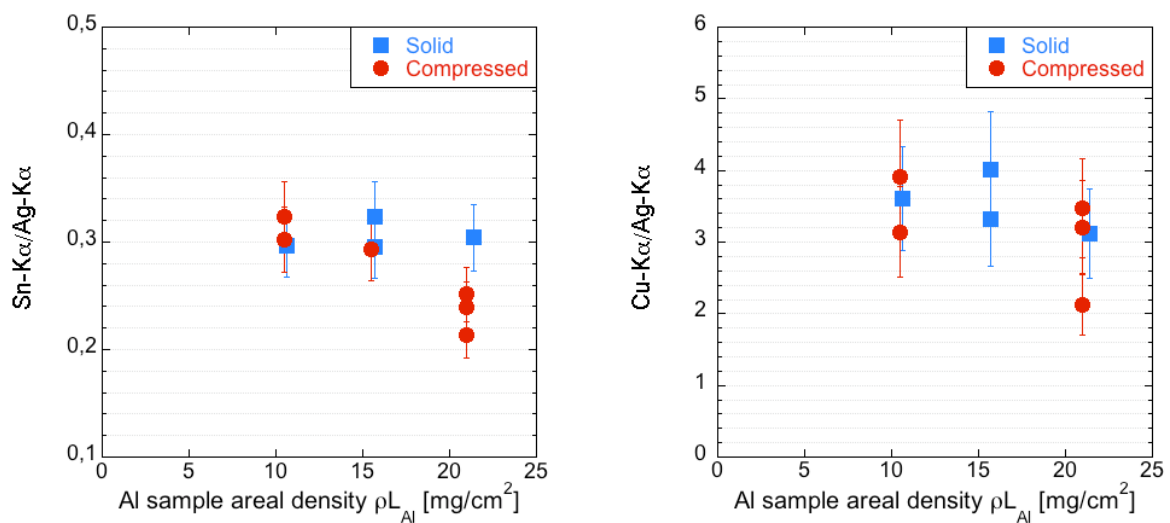 0,5
0,4
0,3
0,2
0,1
Sn-Kα/Ag-Kα
Solid
Compressed
0 5 10 15 20 25
Al sample areal density ρL_Al [mg/cm²]
6
5
4
3
2
1
0
Cu-Kα/Ag-Kα
Solid
Compressed
0 5 10 15 20 25
Al sample areal density ρL_Al [mg/cm²]